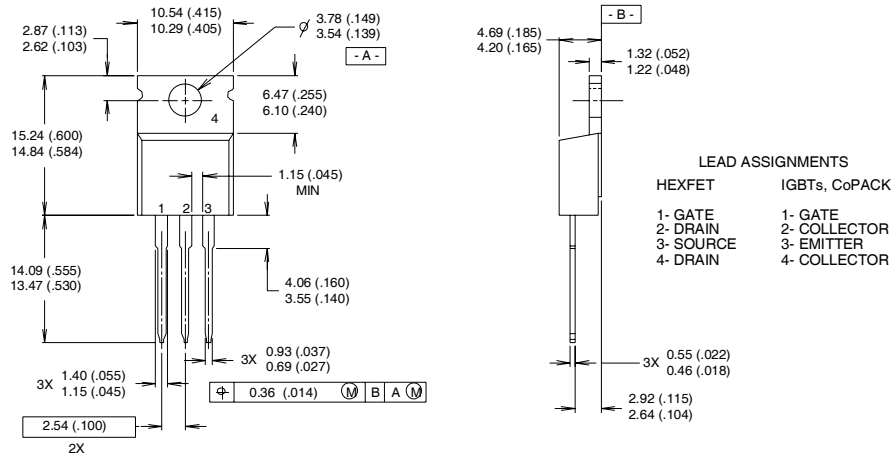 10.54 (.415)
10.29 (.405)
2.87 (.113)
2.62 (.103)
ø 3.78 (.149)
3.54 (.139)
- A -
6.47 (.255)
6.10 (.240)
4
15.24 (.600)
14.84 (.584)
1.15 (.045)
MIN
1 2 3
14.09 (.555)
13.47 (.530)
4.06 (.160)
3.55 (.140)
3X 0.93 (.037)
0.69 (.027)
3X 1.40 (.055)
1.15 (.045)
⌖ 0.36 (.014) Ⓜ B A Ⓜ
2.54 (.100)
2X
- B -
4.69 (.185)
4.20 (.165)
1.32 (.052)
1.22 (.048)
3X 0.55 (.022)
0.46 (.018)
2.92 (.115)
2.64 (.104)
LEAD ASSIGNMENTS
HEXFET
1- GATE
2- DRAIN
3- SOURCE
4- DRAIN
IGBTs, CoPACK
1- GATE
2- COLLECTOR
3- EMITTER
4- COLLECTOR